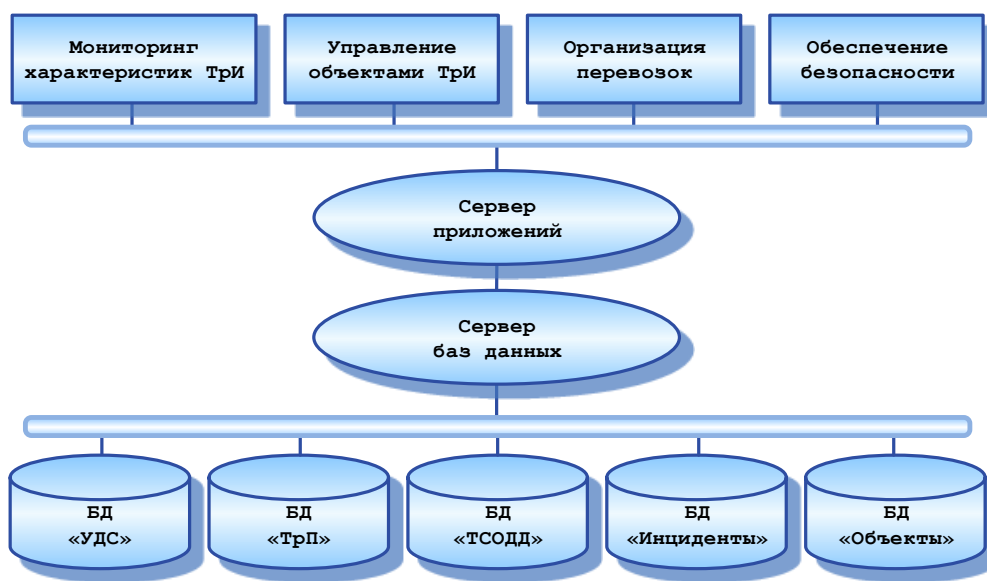 Мониторинг
характеристик ТрИ
Управление
объектами ТрИ
Организация
перевозок
Обеспечение
безопасности
Сервер
приложений
Сервер
баз данных
БД
«УДС»
БД
«ТрП»
БД
«ТСОДД»
БД
«Инциденты»
БД
«Объекты»